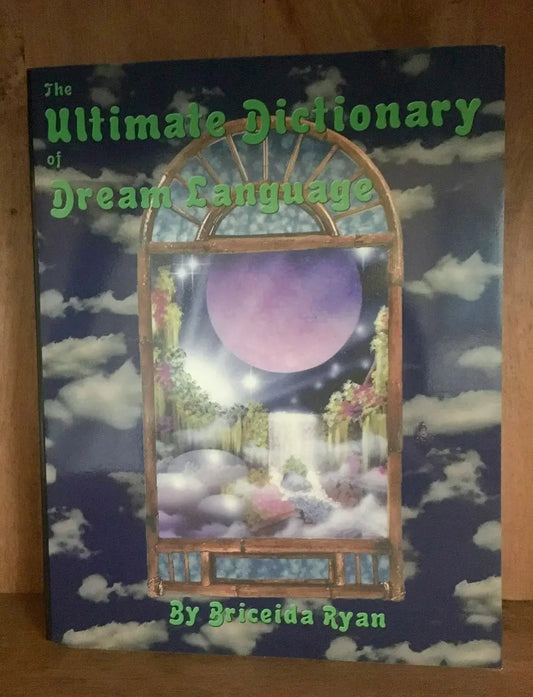 The
Ultimate Dictionary
of
Dream Language
By Briceida Ryan